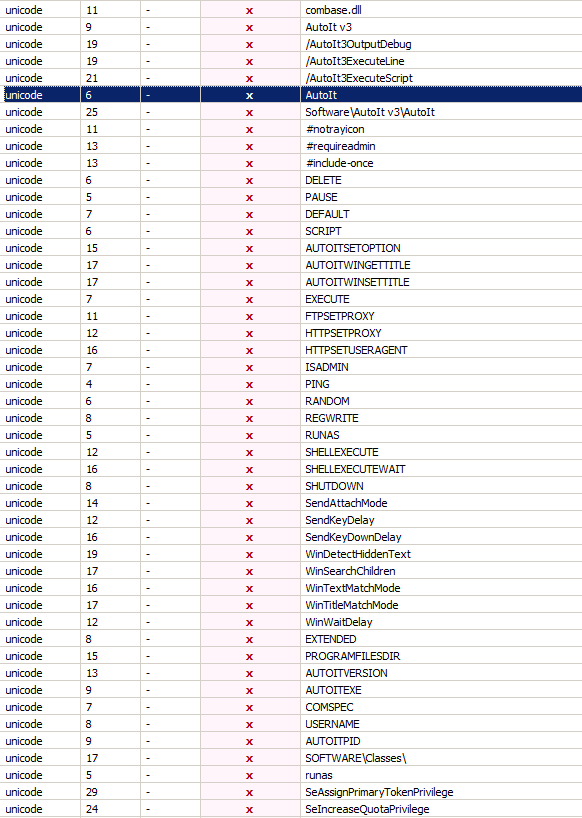 unicode 11 - x combase.dll
unicode 9 - x AutoIt v3
unicode 19 - x /AutoIt3OutputDebug
unicode 19 - x /AutoIt3ExecuteLine
unicode 21 - x /AutoIt3ExecuteScript
unicode 6 - x AutoIt
unicode 25 - x Software\AutoIt v3\AutoIt
unicode 11 - x #notrayicon
unicode 13 - x #requireadmin
unicode 13 - x #include-once
unicode 6 - x DELETE
unicode 5 - x PAUSE
unicode 7 - x DEFAULT
unicode 6 - x SCRIPT
unicode 15 - x AUTOITSETOPTION
unicode 17 - x AUTOITWINGETTITLE
unicode 17 - x AUTOITWINSETTITLE
unicode 7 - x EXECUTE
unicode 11 - x FTPSETPROXY
unicode 12 - x HTTPSETPROXY
unicode 16 - x HTTPSETUSERAGENT
unicode 7 - x ISADMIN
unicode 4 - x PING
unicode 6 - x RANDOM
unicode 8 - x REGWRITE
unicode 5 - x RUNAS
unicode 12 - x SHELLEXECUTE
unicode 16 - x SHELLEXECUTEWAIT
unicode 8 - x SHUTDOWN
unicode 14 - x SendAttachMode
unicode 12 - x SendKeyDelay
unicode 16 - x SendKeyDownDelay
unicode 19 - x WinDetectHiddenText
unicode 17 - x WinSearchChildren
unicode 16 - x WinTextMatchMode
unicode 17 - x WinTitleMatchMode
unicode 12 - x WinWaitDelay
unicode 8 - x EXTENDED
unicode 15 - x PROGRAMFILESDIR
unicode 13 - x AUTOITVERSION
unicode 9 - x AUTOITEXE
unicode 7 - x COMSPEC
unicode 8 - x USERNAME
unicode 9 - x AUTOITPID
unicode 17 - x SOFTWARE\Classes\
unicode 5 - x runas
unicode 29 - x SeAssignPrimaryTokenPrivilege
unicode 24 - x SeIncreaseQuotaPrivilege